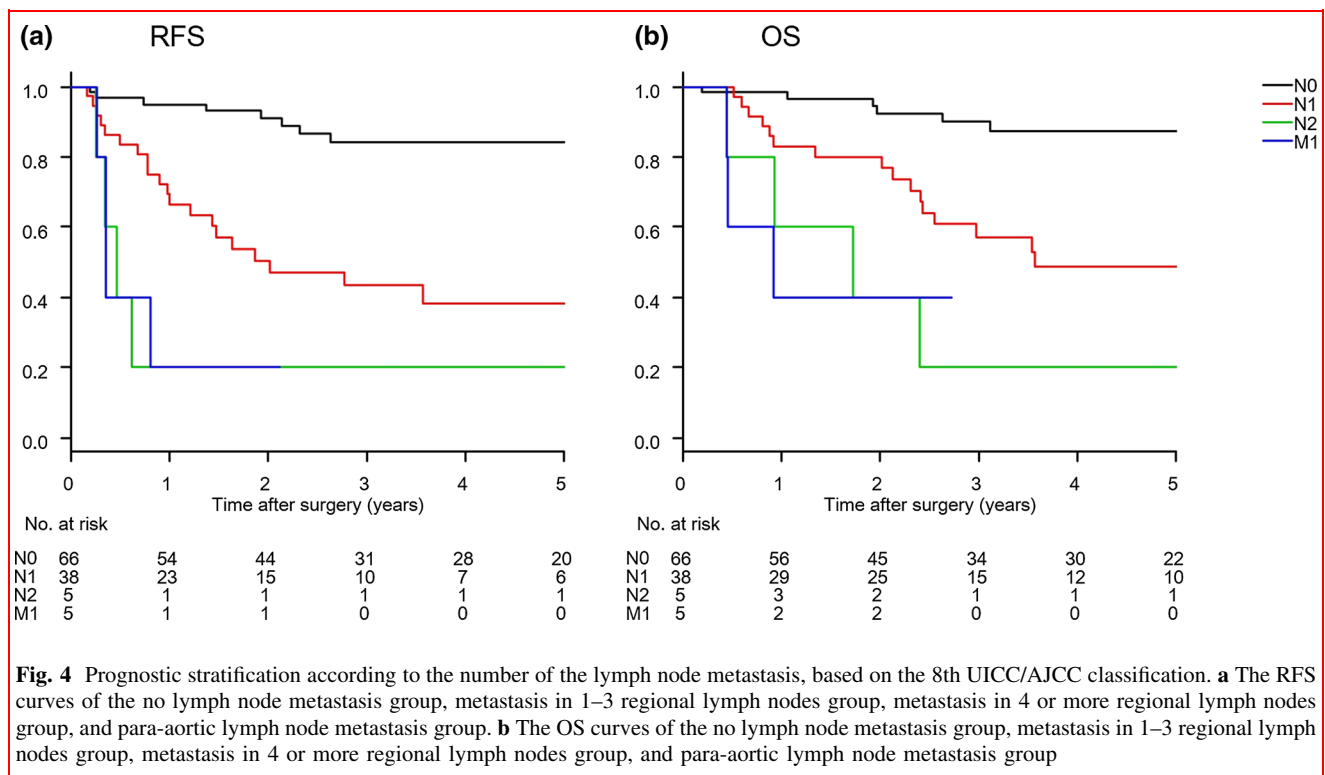 (a) RFS
1.0
0.8
0.6
0.4
0.2
0.0
0 1 2 3 4 5
Time after surgery (years)
No. at risk
N0 66 54 44 31 28 20
N1 38 23 15 10 7 6
N2 5 1 1 1 1 1
M1 5 1 1 0 0 0
(b) OS
N0
N1
N2
M1
1.0
0.8
0.6
0.4
0.2
0.0
0 1 2 3 4 5
Time after surgery (years)
No. at risk
N0 66 56 45 34 30 22
N1 38 29 25 15 12 10
N2 5 3 2 1 1 1
M1 5 2 2 0 0 0
Fig. 4 Prognostic stratification according to the number of the lymph node metastasis, based on the 8th UICC/AJCC classification. a The RFS
curves of the no lymph node metastasis group, metastasis in 1–3 regional lymph nodes group, metastasis in 4 or more regional lymph nodes
group, and para-aortic lymph node metastasis group. b The OS curves of the no lymph node metastasis group, metastasis in 1–3 regional lymph
nodes group, metastasis in 4 or more regional lymph nodes group, and para-aortic lymph node metastasis group